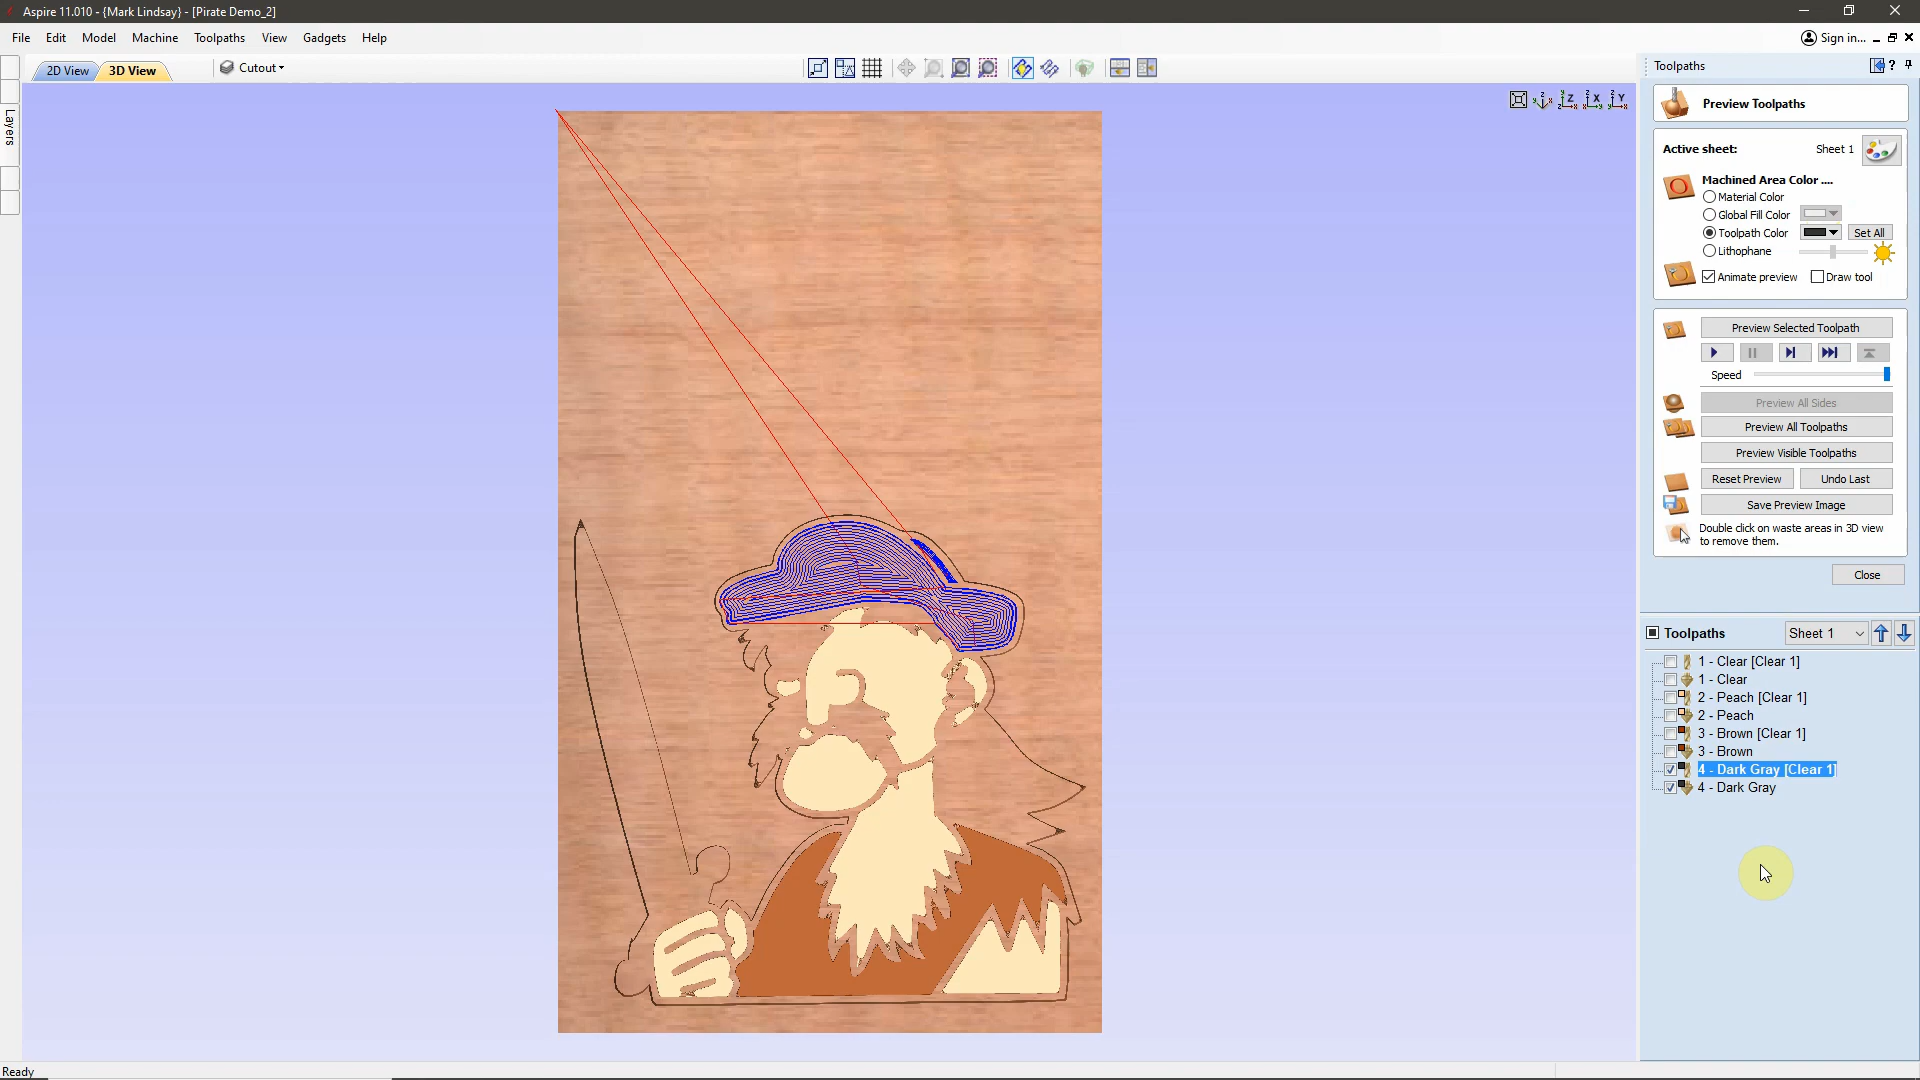 Aspire 11.010 - {Mark Lindsay} - [Pirate Demo_2]
File Edit Model Machine Toolpaths View Gadgets Help
Sign in...
2D View 3D View Cutout
Toolpaths
Layers
Preview Toolpaths
Active sheet: Sheet 1
Machined Area Color ....
Material Color
Global Fill Color
Toolpath Color Set All
Lithophane
Animate preview Draw tool
Preview Selected Toolpath
Speed
Preview All Sides
Preview All Toolpaths
Preview Visible Toolpaths
Reset Preview Undo Last
Save Preview Image
Double click on waste areas in 3D view
to remove them.
Close
Toolpaths Sheet 1
1 - Clear [Clear 1]
1 - Clear
2 - Peach [Clear 1]
2 - Peach
3 - Brown [Clear 1]
3 - Brown
4 - Dark Gray [Clear 1]
4 - Dark Gray
Ready